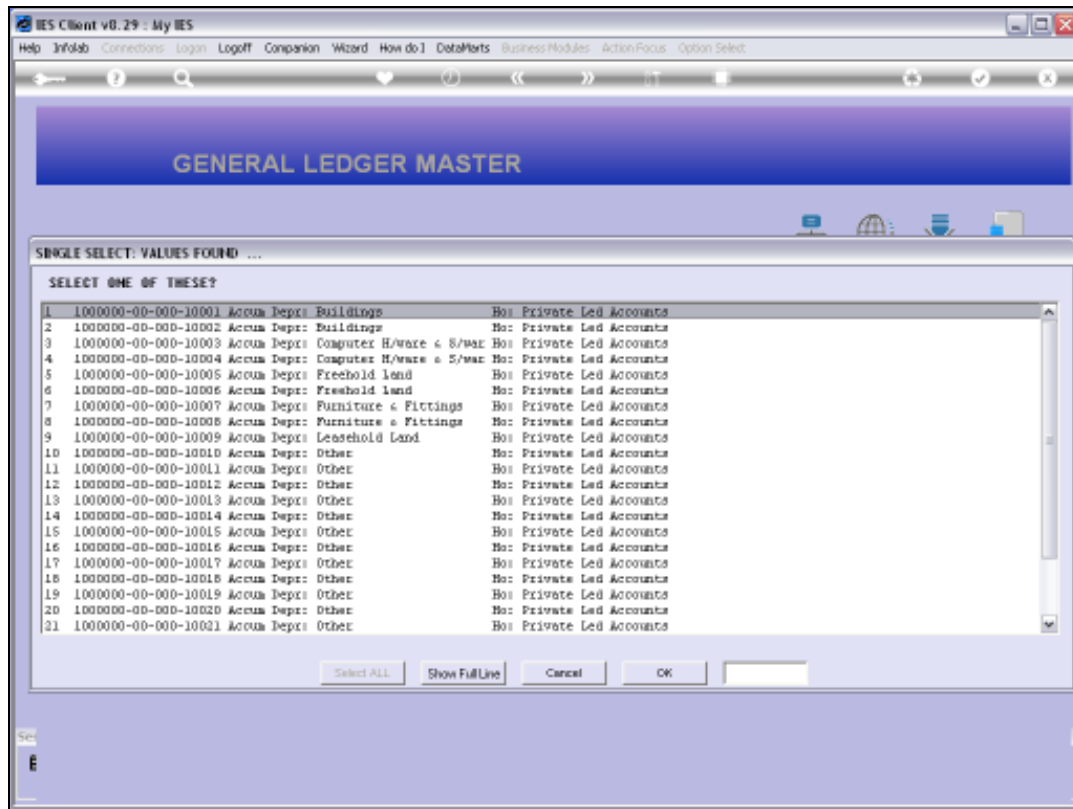 IES Client v8.29 : My IES
Help Infolab Connections Logon Logoff Companion Wizard How do I DataMarts Business Modules Action Focus Option Select
GENERAL LEDGER MASTER
SINGLE SELECT: VALUES FOUND ...
SELECT ONE OF THESE?
1 1000000-00-000-10001 Accum Depr: Buildings Ho: Private Led Accounts
2 1000000-00-000-10002 Accum Depr: Buildings Ho: Private Led Accounts
3 1000000-00-000-10003 Accum Depr: Computer H/ware & S/war Ho: Private Led Accounts
4 1000000-00-000-10004 Accum Depr: Computer H/ware & S/war Ho: Private Led Accounts
5 1000000-00-000-10005 Accum Depr: Freehold Land Ho: Private Led Accounts
6 1000000-00-000-10006 Accum Depr: Freehold Land Ho: Private Led Accounts
7 1000000-00-000-10007 Accum Depr: Furniture & Fittings Ho: Private Led Accounts
8 1000000-00-000-10008 Accum Depr: Furniture & Fittings Ho: Private Led Accounts
9 1000000-00-000-10009 Accum Depr: Leasehold Land Ho: Private Led Accounts
10 1000000-00-000-10010 Accum Depr: Other Ho: Private Led Accounts
11 1000000-00-000-10011 Accum Depr: Other Ho: Private Led Accounts
12 1000000-00-000-10012 Accum Depr: Other Ho: Private Led Accounts
13 1000000-00-000-10013 Accum Depr: Other Ho: Private Led Accounts
14 1000000-00-000-10014 Accum Depr: Other Ho: Private Led Accounts
15 1000000-00-000-10015 Accum Depr: Other Ho: Private Led Accounts
16 1000000-00-000-10016 Accum Depr: Other Ho: Private Led Accounts
17 1000000-00-000-10017 Accum Depr: Other Ho: Private Led Accounts
18 1000000-00-000-10018 Accum Depr: Other Ho: Private Led Accounts
19 1000000-00-000-10019 Accum Depr: Other Ho: Private Led Accounts
20 1000000-00-000-10020 Accum Depr: Other Ho: Private Led Accounts
21 1000000-00-000-10021 Accum Depr: Other Ho: Private Led Accounts
Select ALL Show Full Line Cancel OK